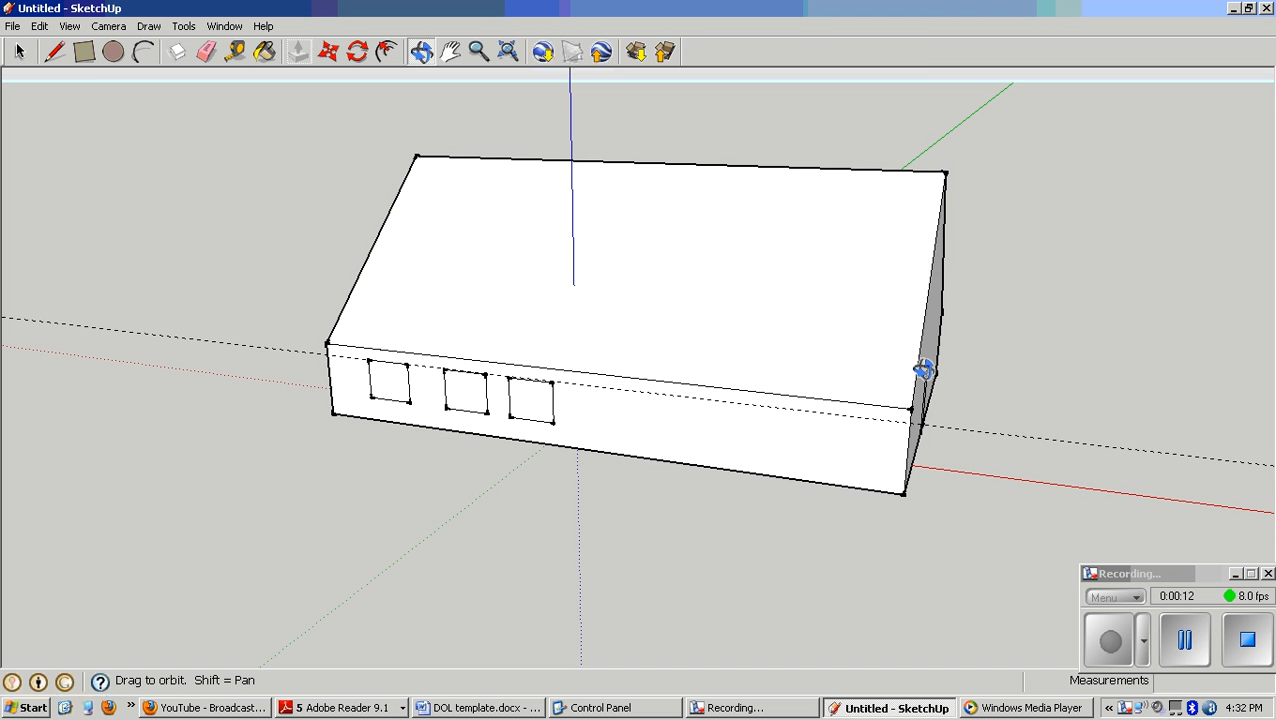 Untitled - SketchUp
File Edit View Camera Draw Tools Window Help
Recording...
Menu 0:00:12 8.0 fps
Drag to orbit. Shift = Pan Measurements
Start » YouTube - Broadcast... 5 Adobe Reader 9.1 DOL template.docx - ... Control Panel Recording... Untitled - SketchUp Windows Media Player « 4:32 PM